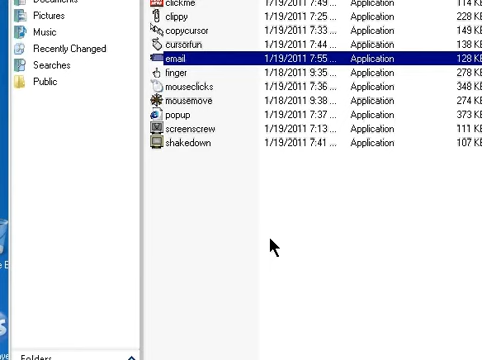 Documents
Pictures
Music
Recently Changed
Searches
Public
Folders
clickme 1/19/2011 7:49 ... Application 114 KB
clippy 1/19/2011 7:25 ... Application 228 KB
copycursor 1/19/2011 7:33 ... Application 149 KB
cursorfun 1/19/2011 7:44 ... Application 138 KB
email 1/19/2011 7:55 ... Application 128 KB
finger 1/18/2011 9:35 ... Application 278 KB
mouseclicks 1/19/2011 7:36 ... Application 348 KB
mousemove 1/18/2011 9:38 ... Application 274 KB
popup 1/19/2011 7:37 ... Application 373 KB
screenscrew 1/19/2011 7:13 ... Application 111 KB
shakedown 1/19/2011 7:41 ... Application 107 KB